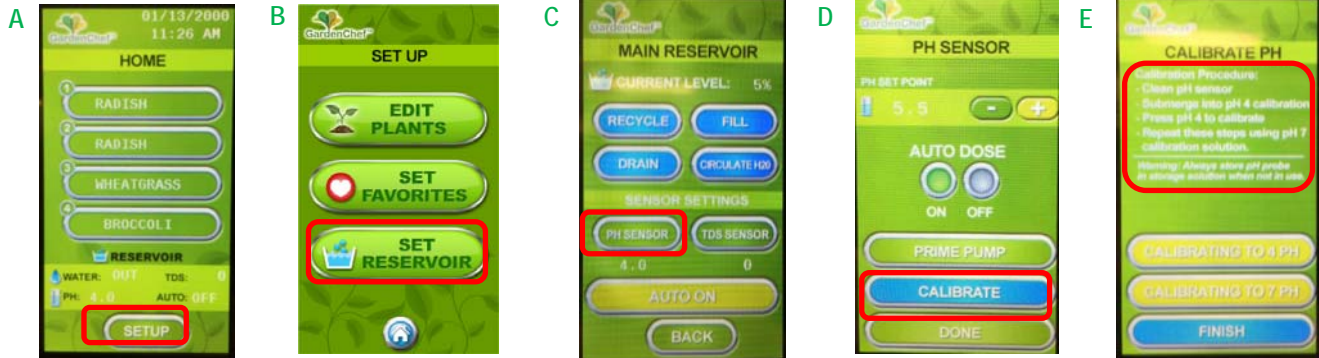 A
GardenChef™
01/13/2000
11:26 AM
HOME
1
RADISH
2
RADISH
3
WHEATGRASS
4
BROCCOLI
RESERVOIR
WATER: OUT TDS: 0
PH: 4.0 AUTO: OFF
SETUP
B
GardenChef™
SET UP
EDIT
PLANTS
SET
FAVORITES
SET
RESERVOIR
C
GardenChef™
MAIN RESERVOIR
CURRENT LEVEL: 5%
RECYCLE FILL
DRAIN CIRCULATE H20
SENSOR SETTINGS
PH SENSOR TDS SENSOR
4.0 0
AUTO ON
BACK
D
GardenChef™
PH SENSOR
PH SET POINT
5.5 - +
AUTO DOSE
ON OFF
PRIME PUMP
CALIBRATE
DONE
E
GardenChef™
CALIBRATE PH
Calibration Procedure:
- Clean pH sensor
- Submerge into pH 4 calibration
- Press pH 4 to calibrate
- Repeat these steps using pH 7
calibration solution.
Warning: Always store pH probe
in storage solution when not in use.
CALIBRATING TO 4 PH
CALIBRATING TO 7 PH
FINISH